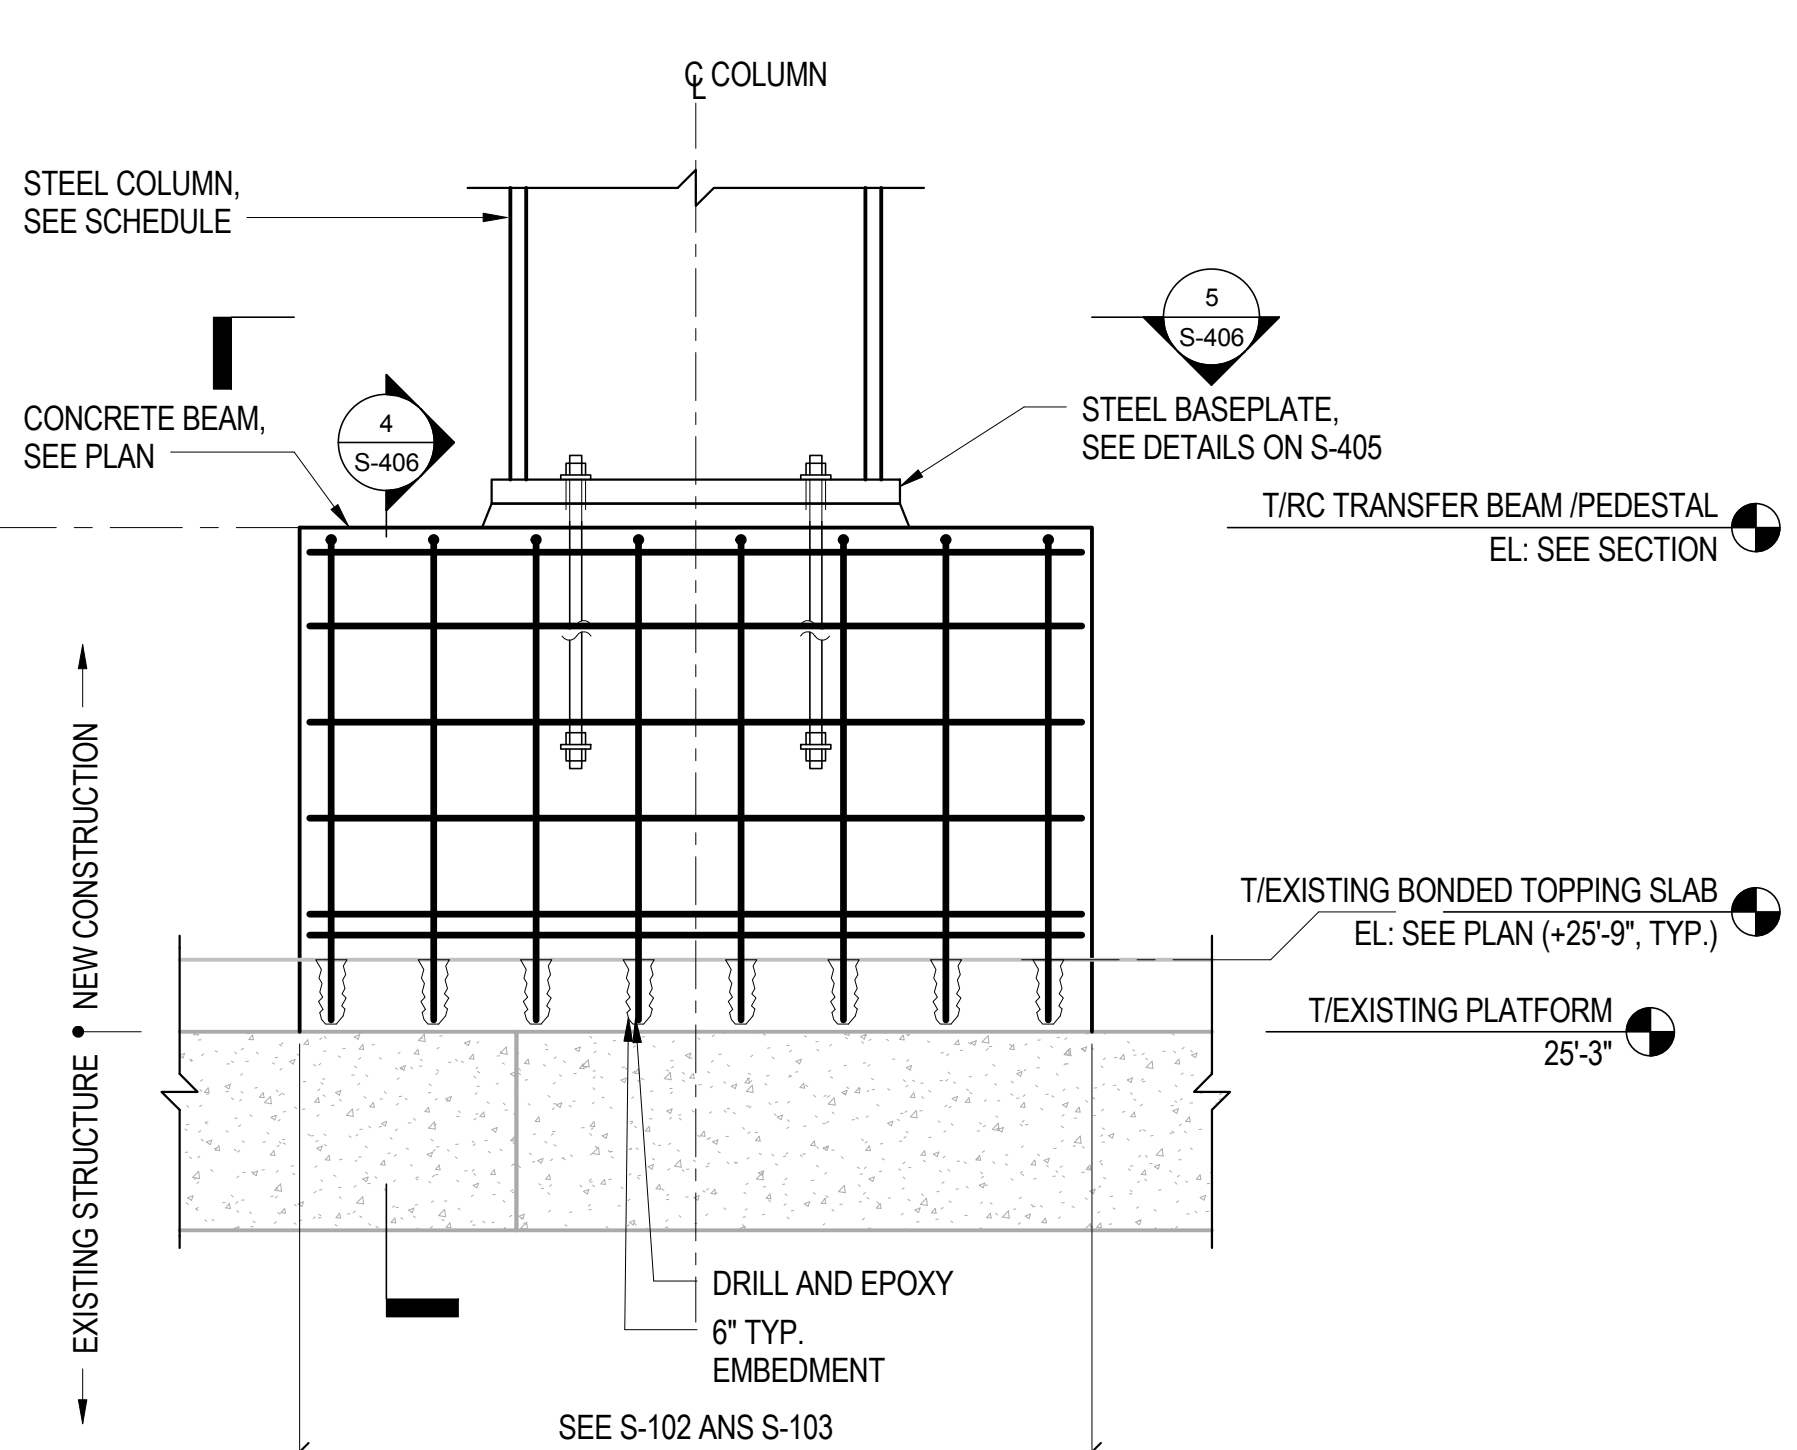 ℄ COLUMN
STEEL COLUMN,
SEE SCHEDULE
5
S-406
CONCRETE BEAM,
SEE PLAN
4
S-406
STEEL BASEPLATE,
SEE DETAILS ON S-405
T/RC TRANSFER BEAM /PEDESTAL
EL: SEE SECTION
NEW CONSTRUCTION
EXISTING STRUCTURE
T/EXISTING BONDED TOPPING SLAB
EL: SEE PLAN (+25'-9", TYP.)
T/EXISTING PLATFORM
25'-3"
DRILL AND EPOXY
6" TYP.
EMBEDMENT
SEE S-102 ANS S-103